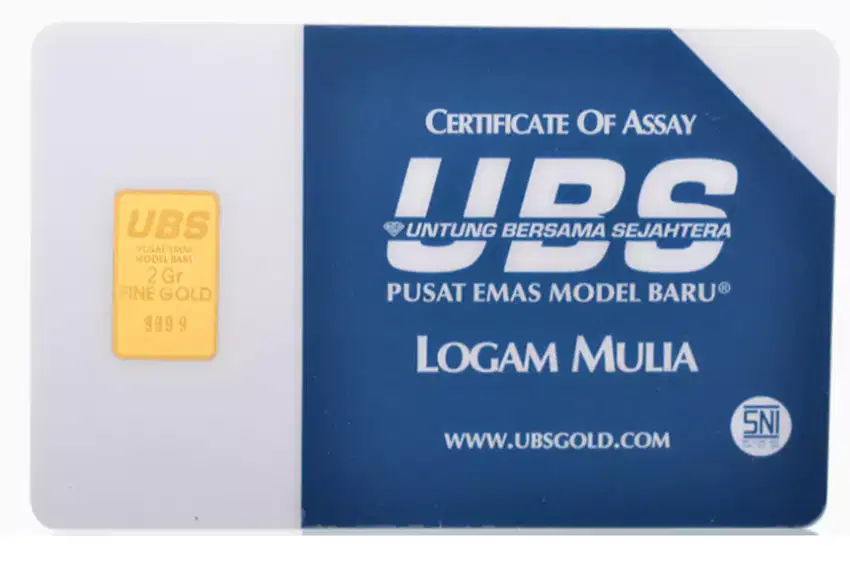 UBS
PUSAT EMAS
MODEL BARU
2 Gr
FINE GOLD
999 9
CERTIFICATE OF ASSAY
UBS
UNTUNG BERSAMA SEJAHTERA
PUSAT EMAS MODEL BARU®
LOGAM MULIA
WWW.UBSGOLD.COM
SNI